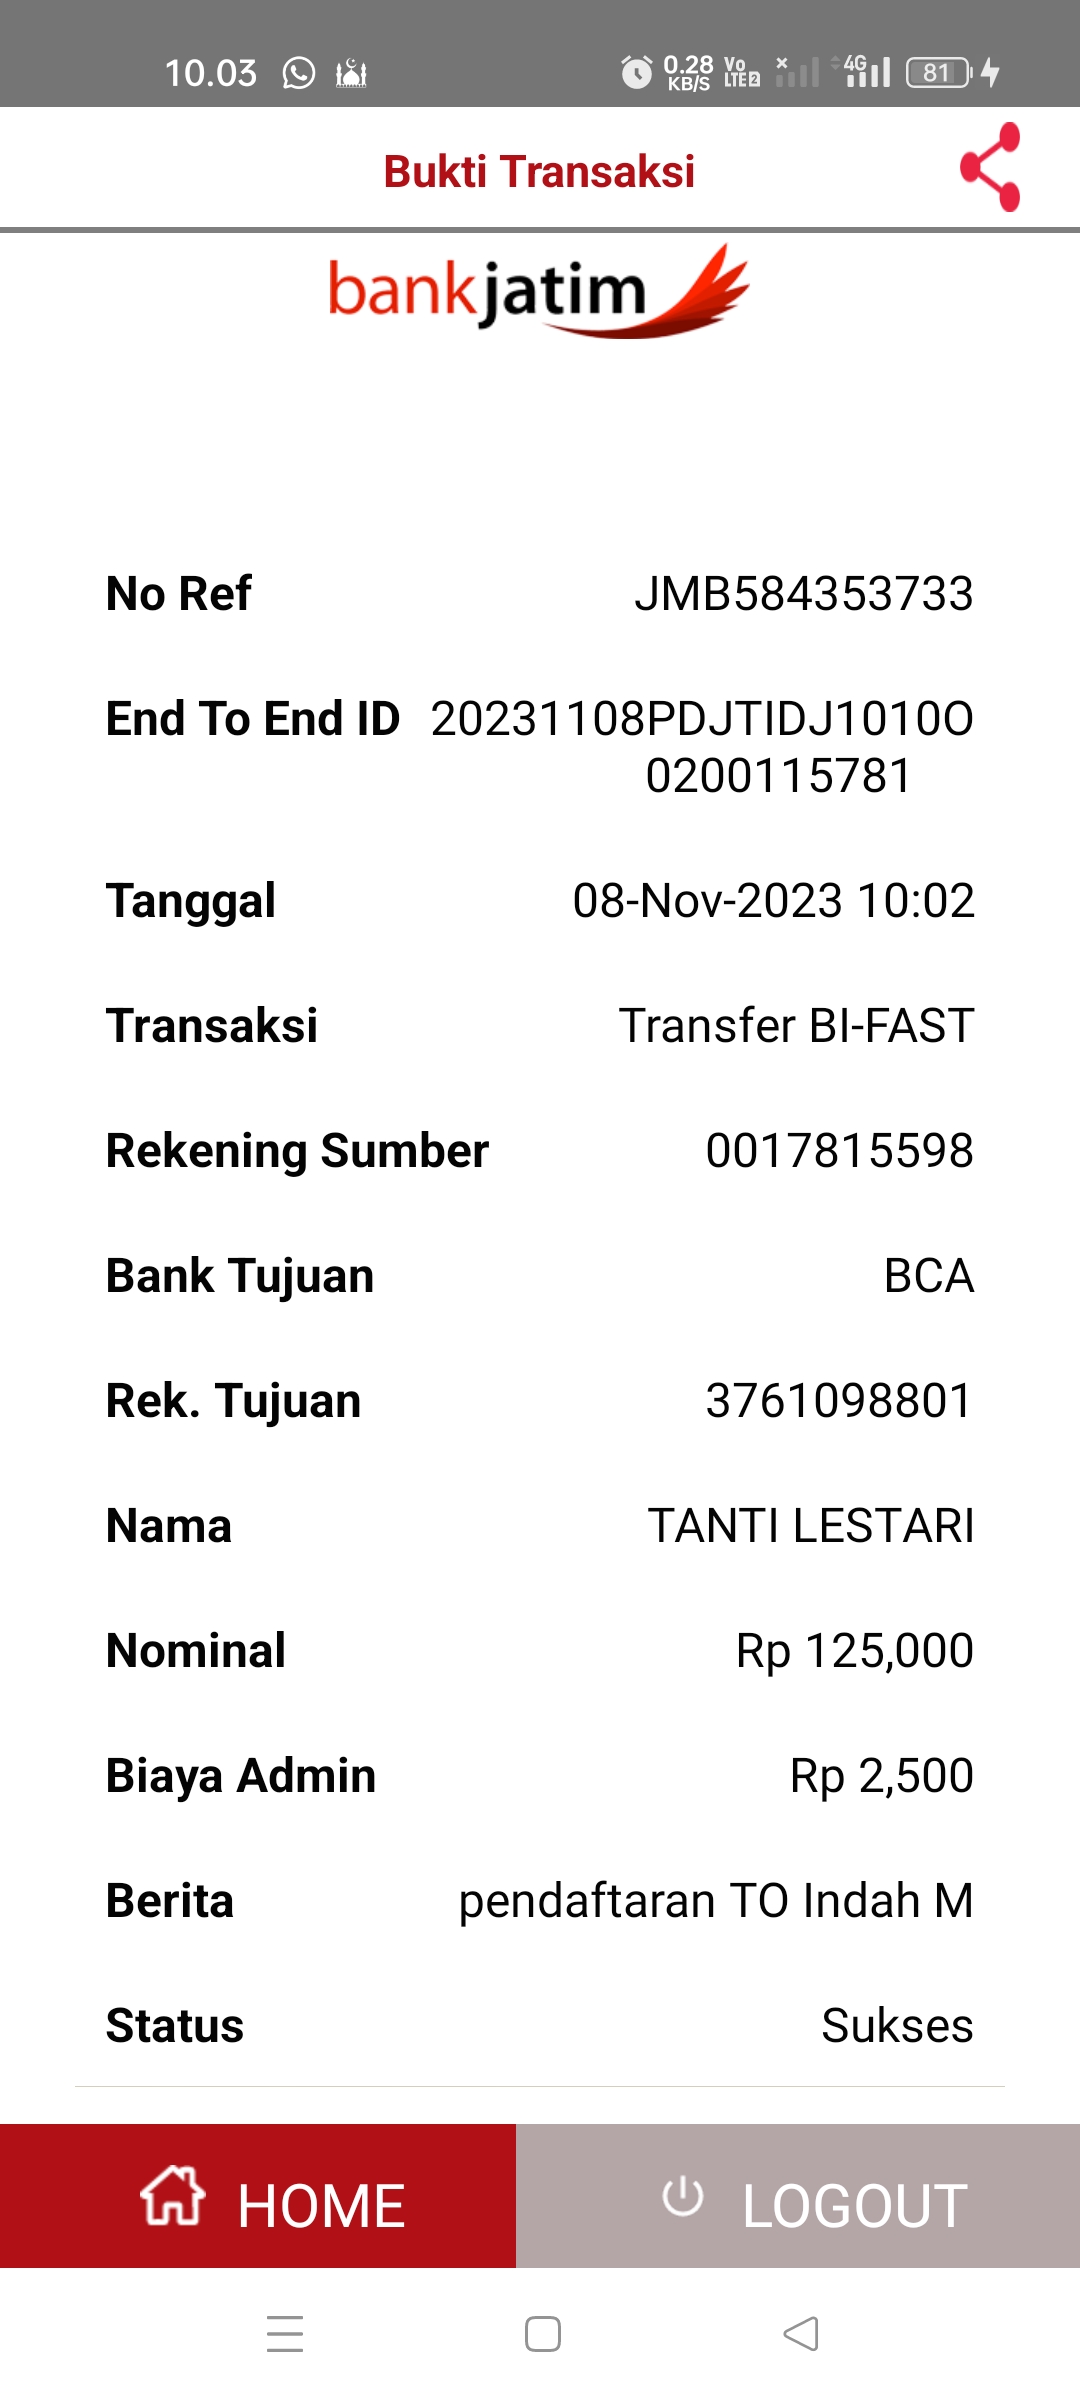 10.03 0.28 KB/S Vo LTE2 4G 81
Bukti Transaksi
bankjatim
No Ref JMB584353733
End To End ID 20231108PDJTIDJ1010O
0200115781
Tanggal 08-Nov-2023 10:02
Transaksi Transfer BI-FAST
Rekening Sumber 0017815598
Bank Tujuan BCA
Rek. Tujuan 3761098801
Nama TANTI LESTARI
Nominal Rp 125,000
Biaya Admin Rp 2,500
Berita pendaftaran TO Indah M
Status Sukses
HOME LOGOUT